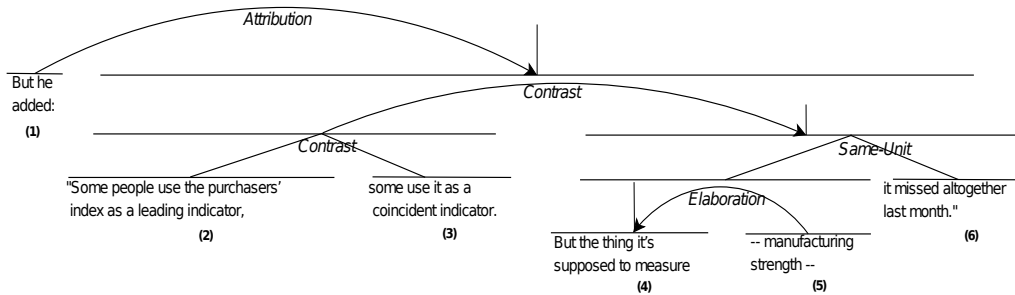 Attribution
But he
added:
(1)
Contrast
Contrast
"Some people use the purchasers'
index as a leading indicator,
(2)
some use it as a
coincident indicator.
(3)
Same-Unit
Elaboration
But the thing it's
supposed to measure
(4)
-- manufacturing
strength --
(5)
it missed altogether
last month."
(6)